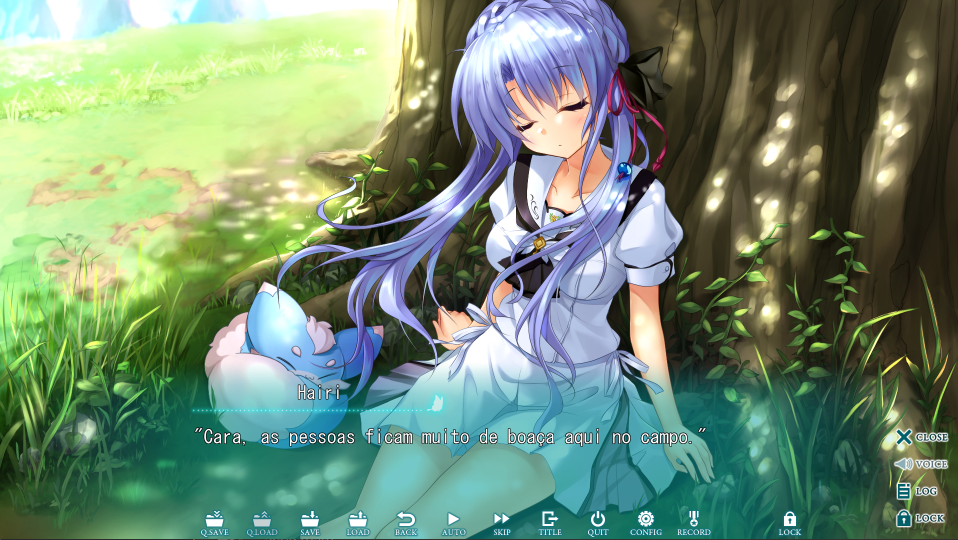 Hairi
"Cara, as pessoas ficam muito de boaça aqui no campo."
CLOSE
VOICE
LOG
LOCK
Q.SAVE Q.LOAD SAVE LOAD BACK AUTO SKIP TITLE QUIT CONFIG RECORD LOCK